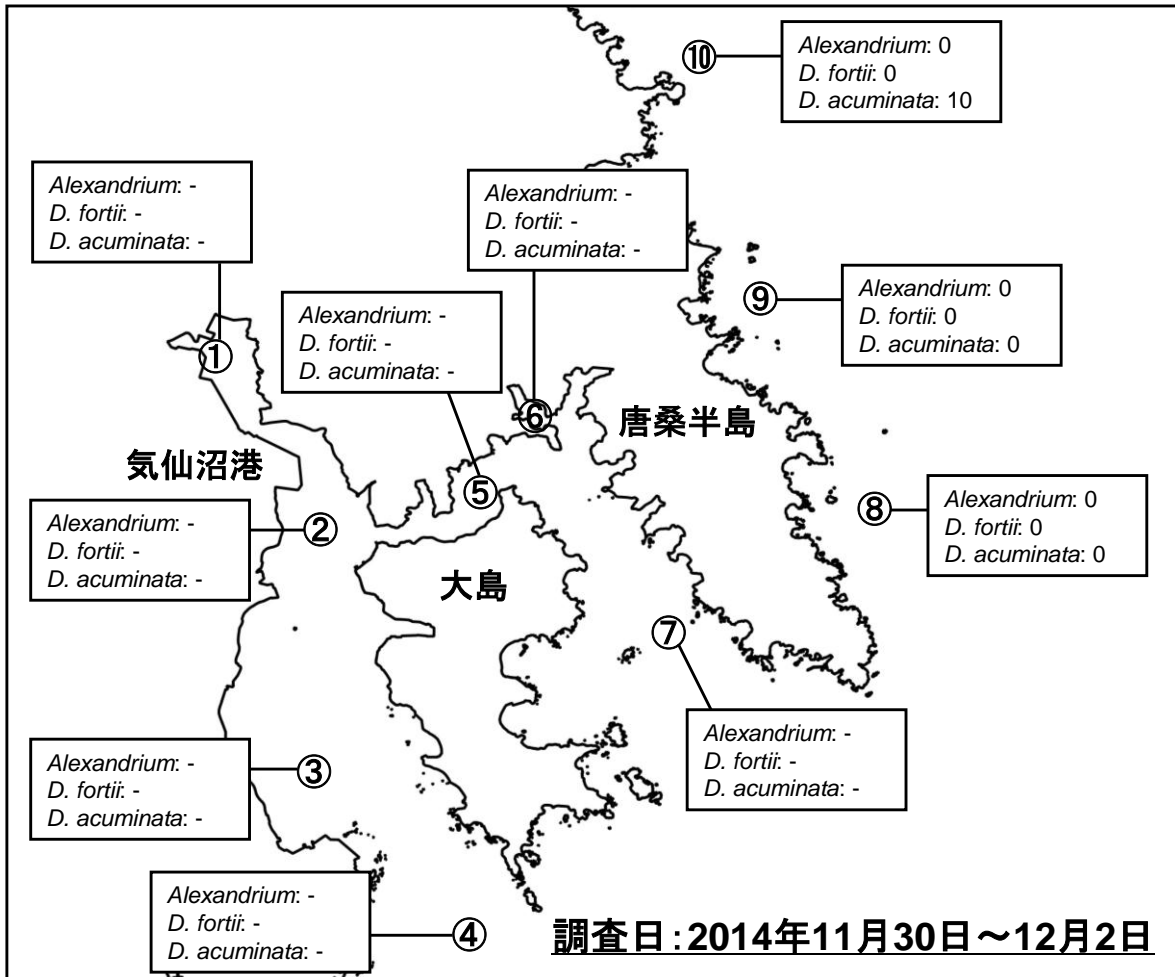 ⑩
Alexandrium: 0
D. fortii: 0
D. acuminata: 10
Alexandrium: -
D. fortii: -
D. acuminata: -
①
Alexandrium: -
D. fortii: -
D. acuminata: -
⑥
⑨
Alexandrium: 0
D. fortii: 0
D. acuminata: 0
Alexandrium: -
D. fortii: -
D. acuminata: -
⑤
唐桑半島
気仙沼港
Alexandrium: -
D. fortii: -
D. acuminata: -
②
⑧
Alexandrium: 0
D. fortii: 0
D. acuminata: 0
大島
⑦
Alexandrium: -
D. fortii: -
D. acuminata: -
Alexandrium: -
D. fortii: -
D. acuminata: -
③
Alexandrium: -
D. fortii: -
D. acuminata: -
④
調査日:2014年11月30日~12月2日